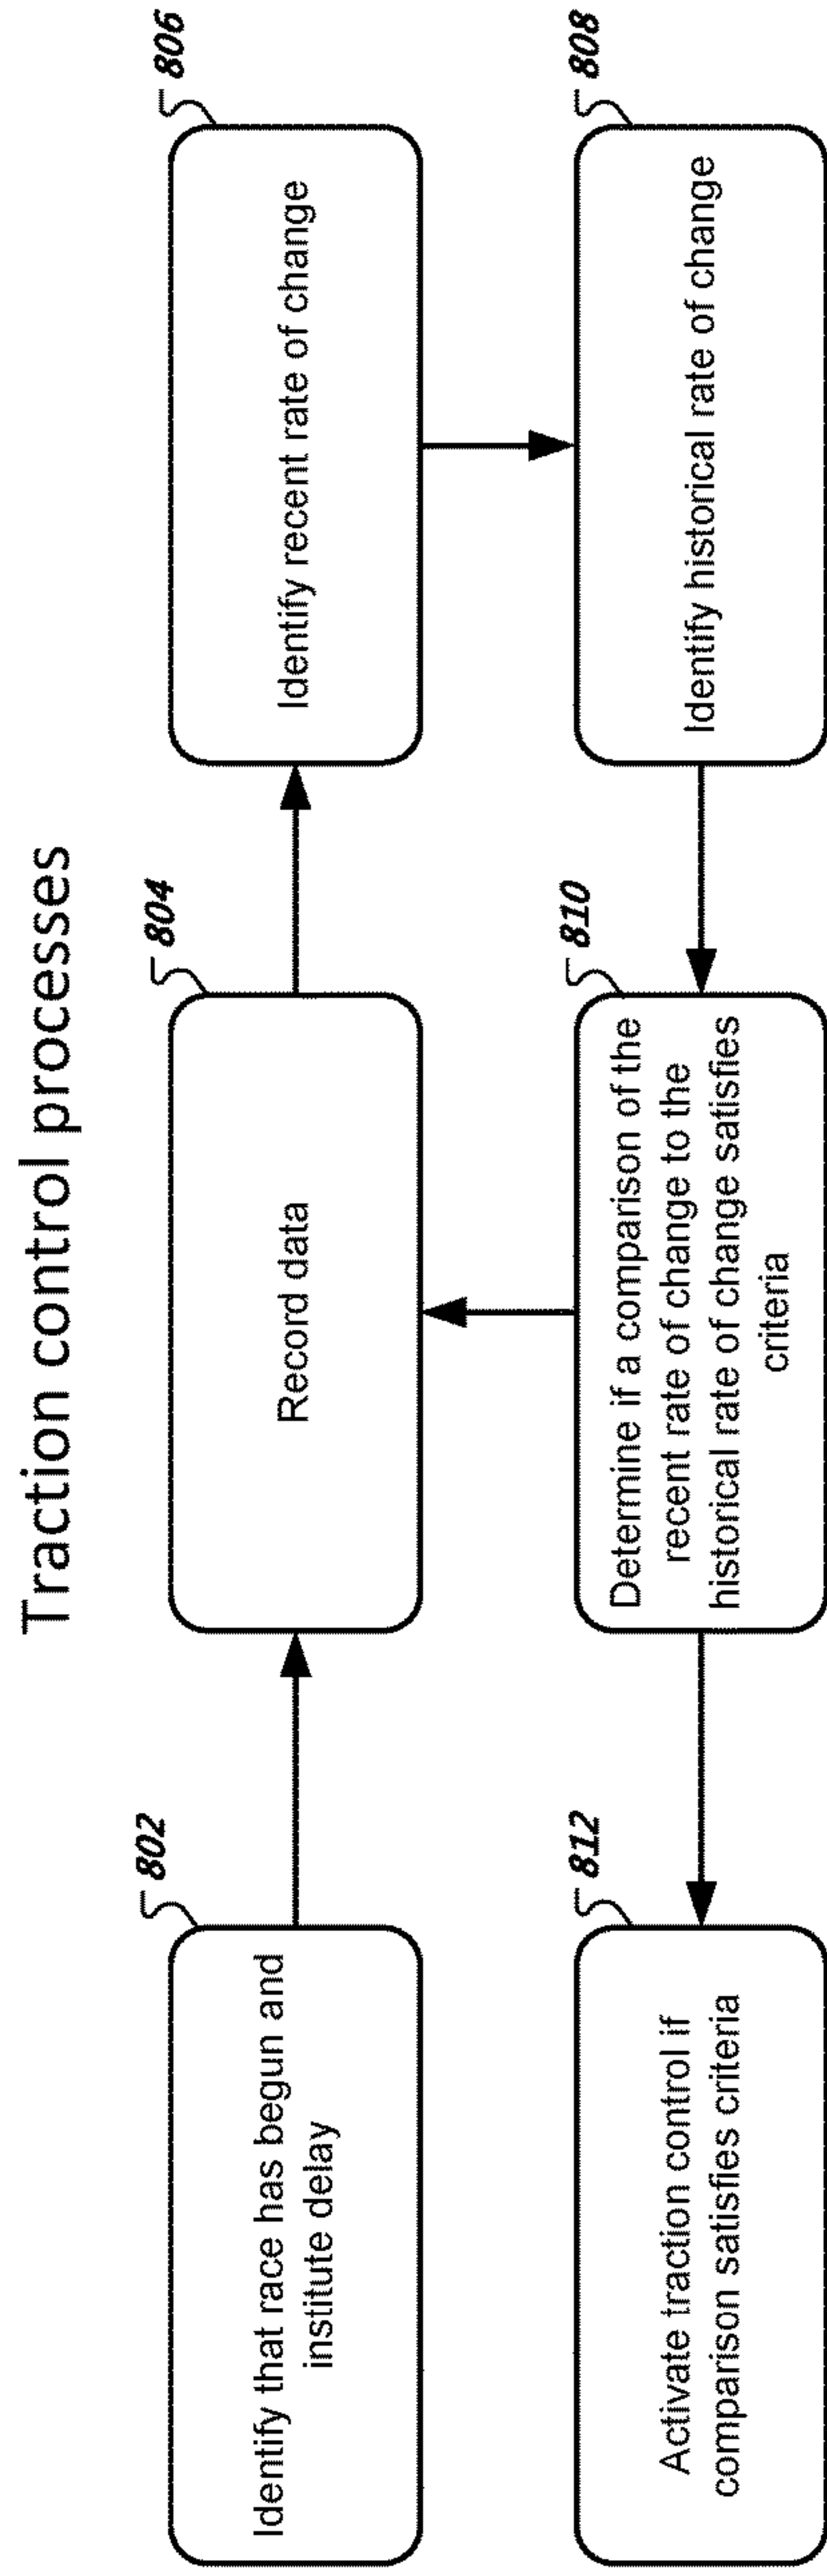 Traction control processes
802
Identify that race has begun and
institute delay
804
Record data
806
Identify recent rate of change
808
Identify historical rate of change
810
Determine if a comparison of the
recent rate of change to the
historical rate of change satisfies
criteria
812
Activate traction control if
comparison satisfies criteria